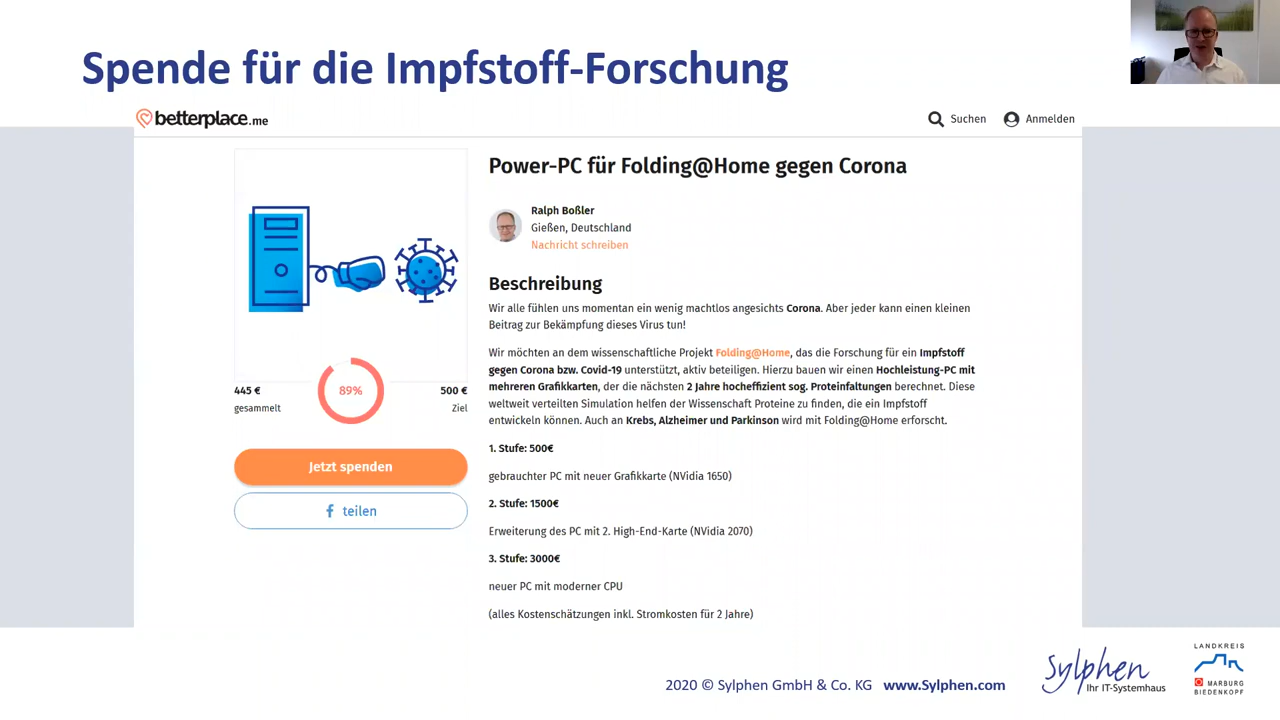 Spende für die Impfstoff-Forschung
betterplace.me
Suchen
Anmelden
Power-PC für Folding@Home gegen Corona
Ralph Boßler
Gießen, Deutschland
Nachricht schreiben
Beschreibung
Wir alle fühlen uns momentan ein wenig machtlos angesichts Corona. Aber jeder kann einen kleinen
Beitrag zur Bekämpfung dieses Virus tun!
Wir möchten an dem wissenschaftliche Projekt Folding@Home, das die Forschung für ein Impfstoff
gegen Corona bzw. Covid-19 unterstützt, aktiv beteiligen. Hierzu bauen wir einen Hochleistung-PC mit
mehreren Grafikkarten, der die nächsten 2 Jahre hocheffizient sog. Proteinfaltungen berechnet. Diese
weltweit verteilten Simulation helfen der Wissenschaft Proteine zu finden, die ein Impfstoff
entwickeln können. Auch an Krebs, Alzheimer und Parkinson wird mit Folding@Home erforscht.
1. Stufe: 500€
gebrauchter PC mit neuer Grafikkarte (NVidia 1650)
2. Stufe: 1500€
Erweiterung des PC mit 2. High-End-Karte (NVidia 2070)
3. Stufe: 3000€
neuer PC mit moderner CPU
(alles Kostenschätzungen inkl. Stromkosten für 2 Jahre)
445 €
89%
500 €
gesammelt
Ziel
Jetzt spenden
f teilen
2020 © Sylphen GmbH & Co. KG www.Sylphen.com
Sylphen
Ihr IT-Systemhaus
LANDKREIS
MARBURG
BIEDENKOPF